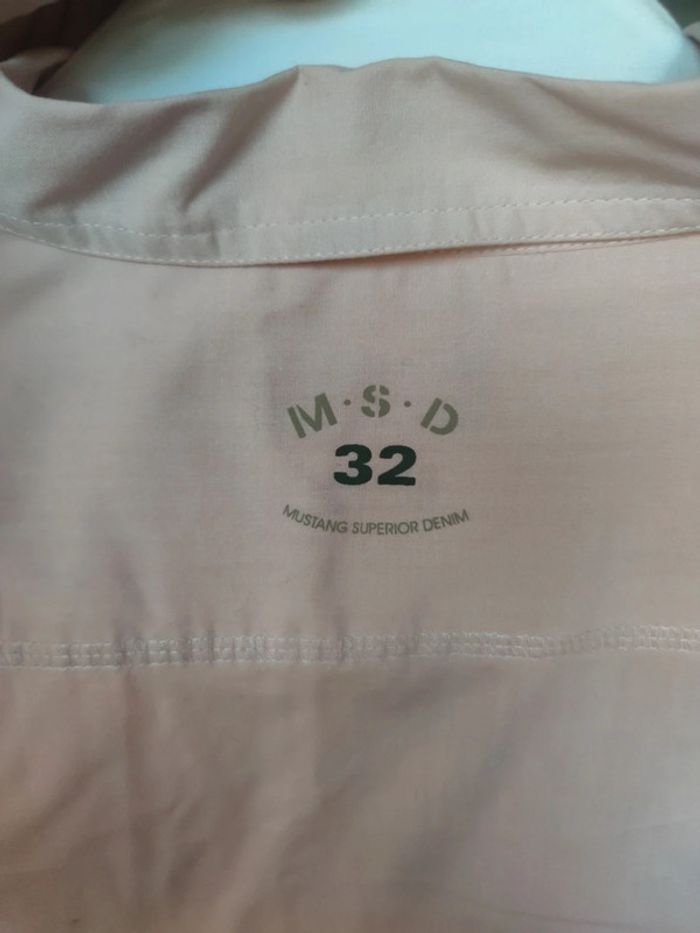 M·S·D
32
MUSTANG SUPERIOR DENIM